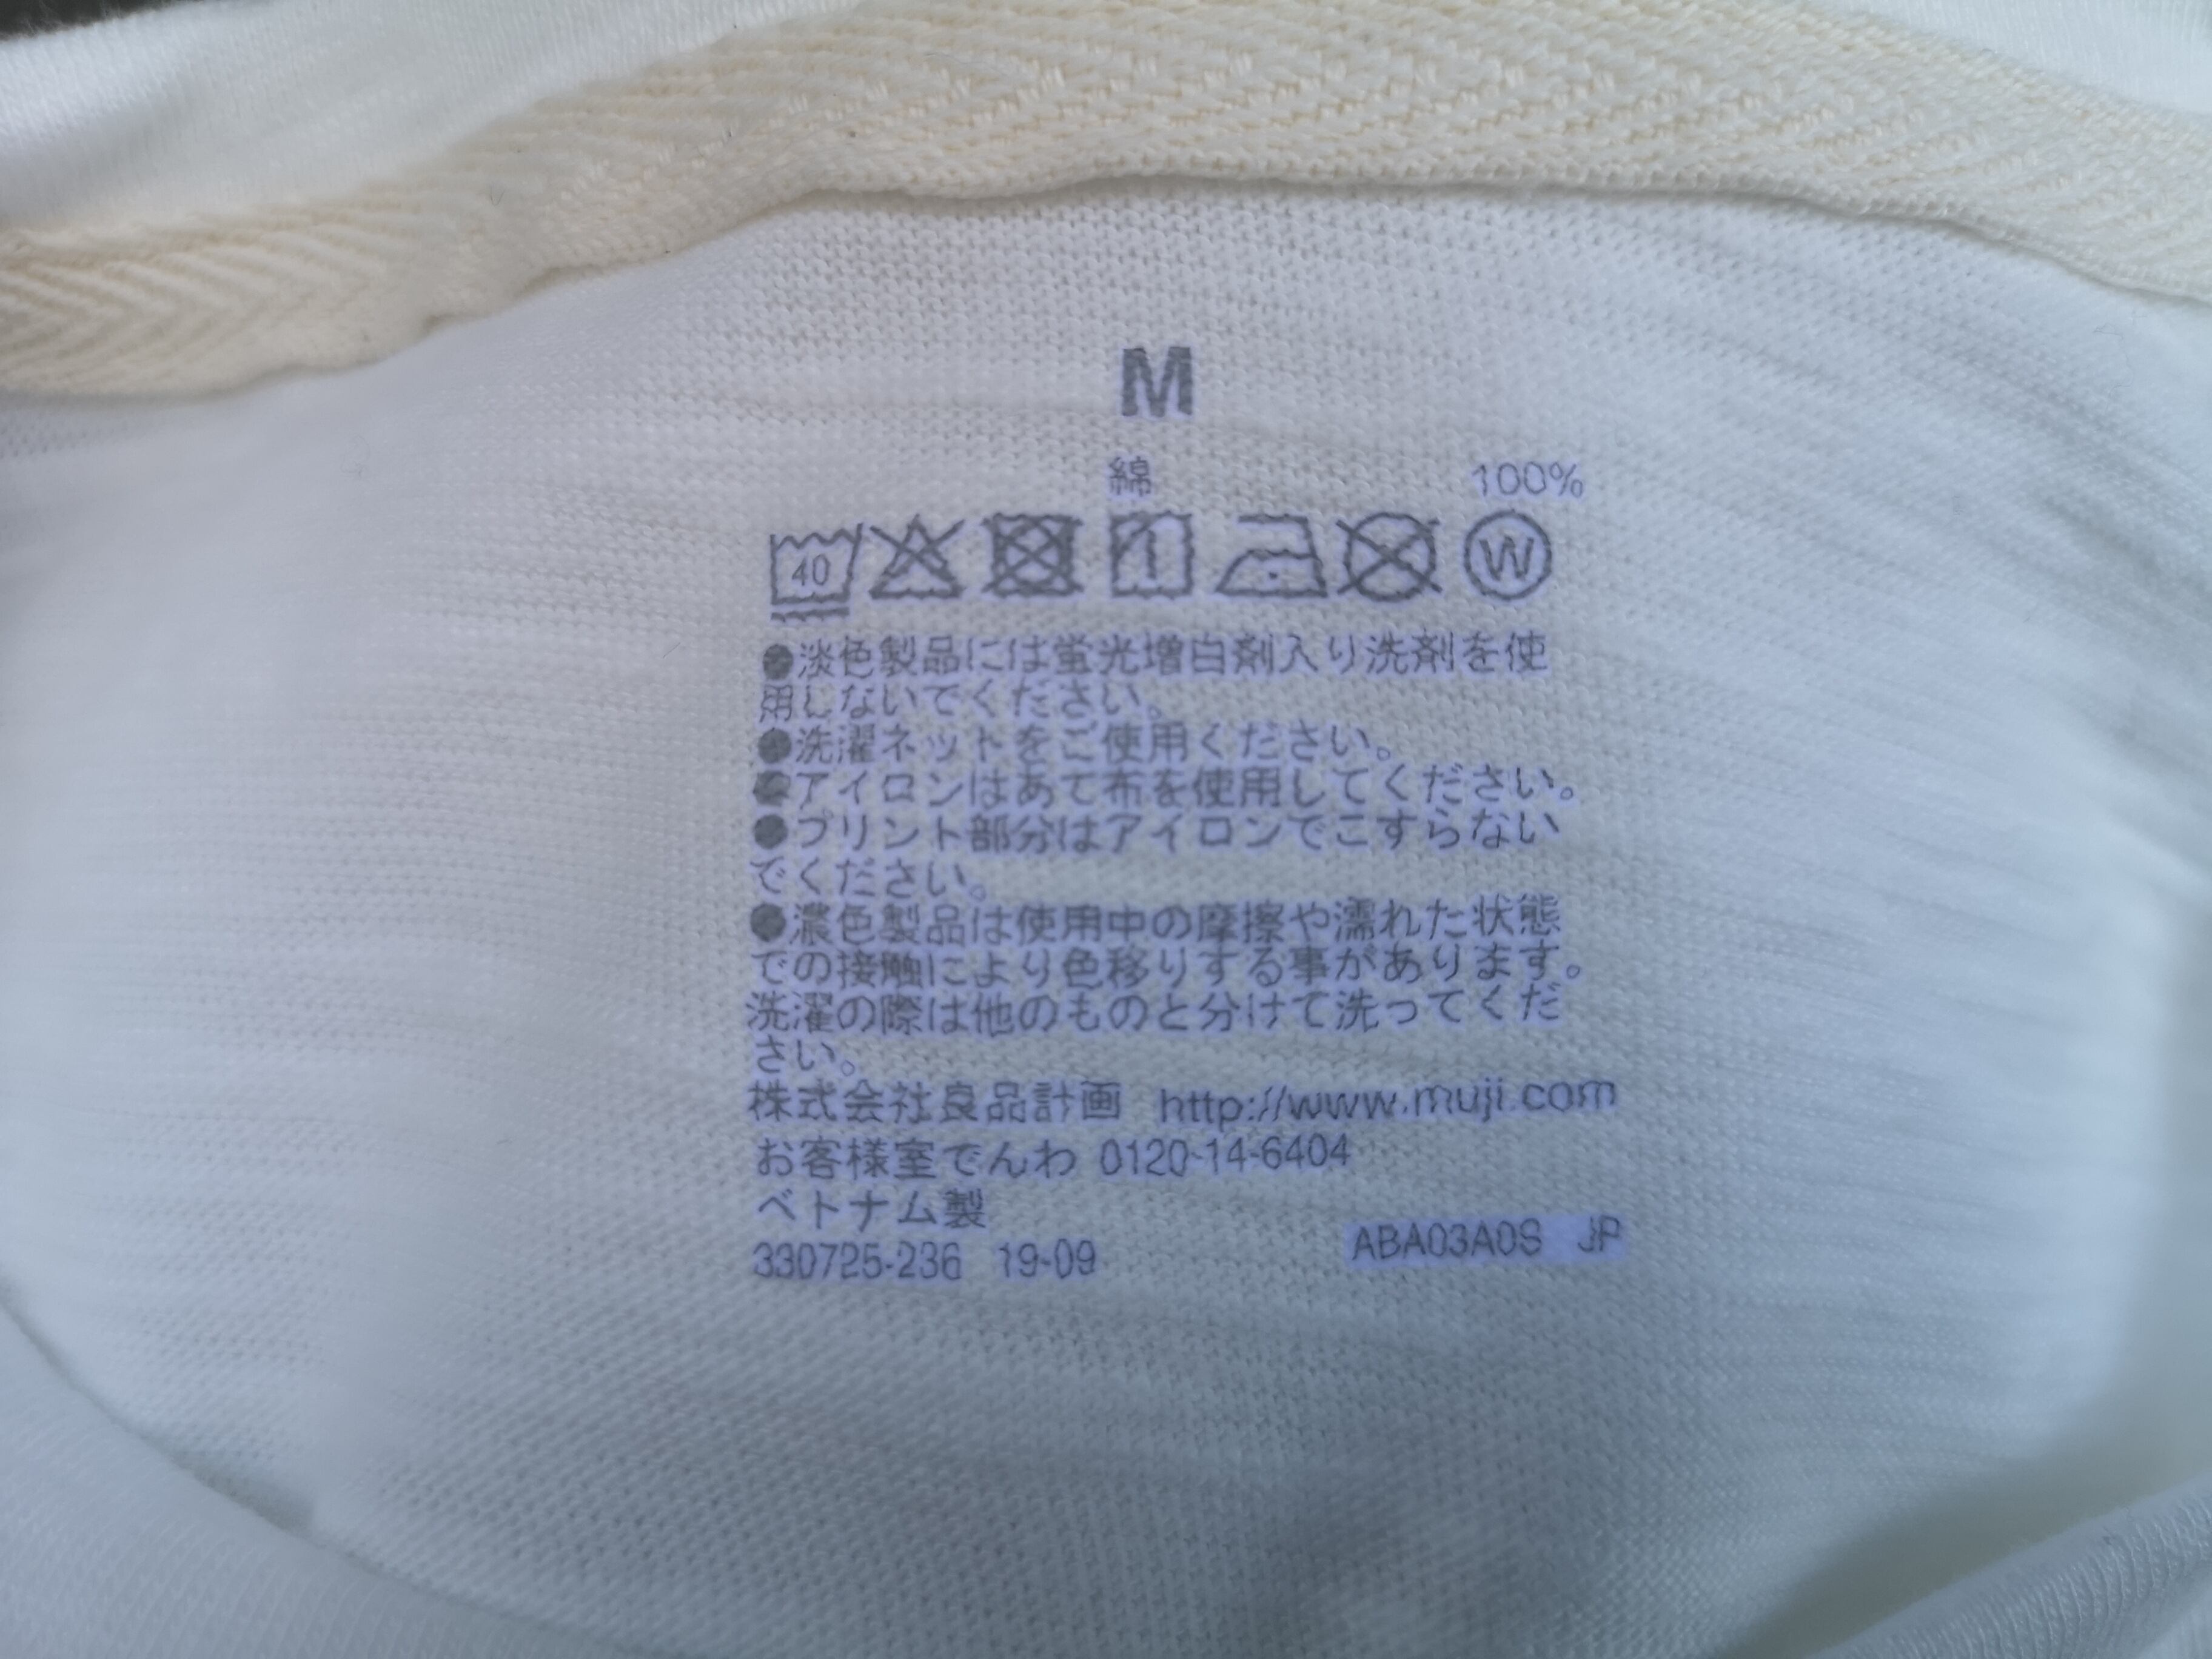 M
綿 100%
40 W
●淡色製品には蛍光増白剤入り洗剤を使
用しないでください。
●洗濯ネットをご使用ください。
●アイロンはあて布を使用してください。
●プリント部分はアイロンでこすらない
でください。
●濃色製品は使用中の摩擦や濡れた状態
での接触により色移りする事があります。
洗濯の際は他のものと分けて洗ってくだ
さい。
株式会社良品計画 http://www.muji.com
お客様室でんわ 0120-14-6404
ベトナム製
330725-236 19-09 ABA03A0S JP